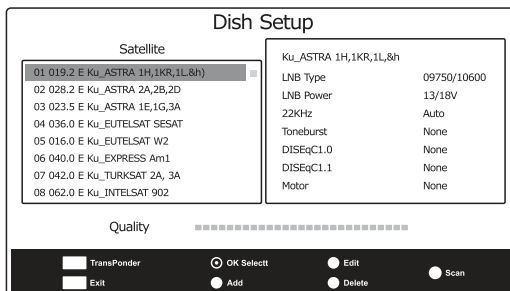 Dish Setup
Satellite
01 019.2 E Ku_ASTRA 1H,1KR,1L.&h)
02 028.2 E Ku_ASTRA 2A,2B,2D
03 023.5 E Ku_ASTRA 1E,1G,3A
04 036.0 E Ku_EUTELSAT SESAT
05 016.0 E Ku_EUTELSAT W2
06 040.0 E Ku_EXPRESS Am1
07 042.0 E Ku_TURKSAT 2A, 3A
08 062.0 E Ku_INTELSAT 902
Ku_ASTRA 1H,1KR,1L,&h
LNB Type 09750/10600
LNB Power 13/18V
22KHz Auto
Toneburst None
DISEqC1.0 None
DISEqC1.1 None
Motor None
Quality
TransPonder OK Selectt Edit
Exit Add Delete
Scan